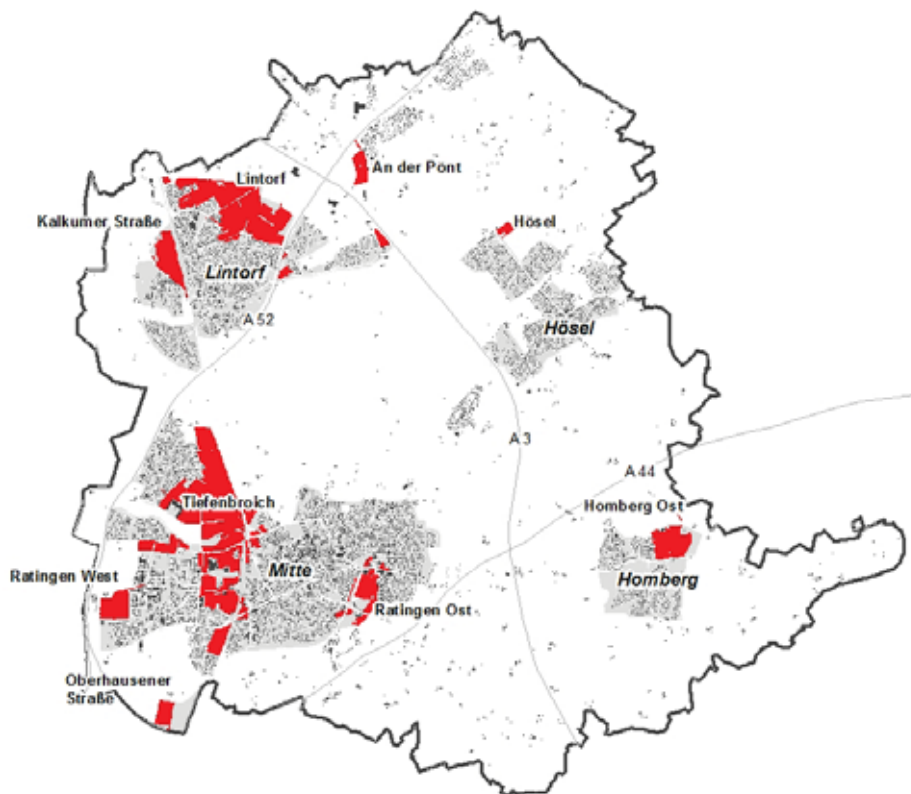 An der Pönt
Lintorf
Kalkumer Straße
Hösel
Lintorf
A 52
Hösel
A 3
A 44
Tiefenbroich
Homberg Ost
Mitte
Ratingen West
Homberg
Ratingen Ost
Oberhausener
Straße